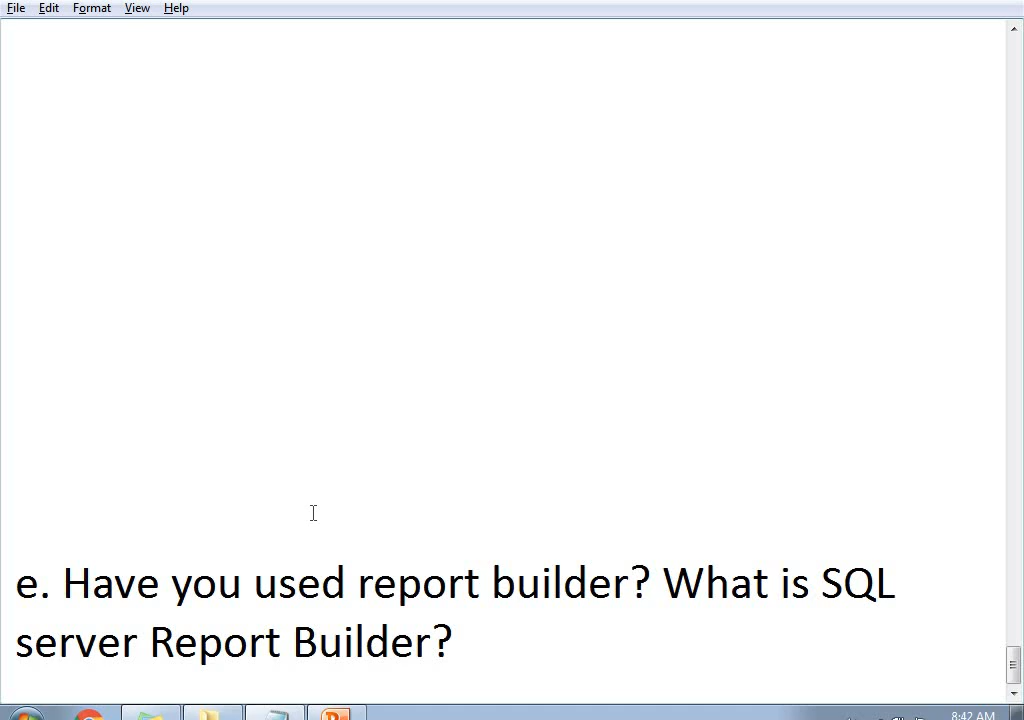 File Edit Format View Help
e. Have you used report builder? What is SQL
server Report Builder?
8:42 AM